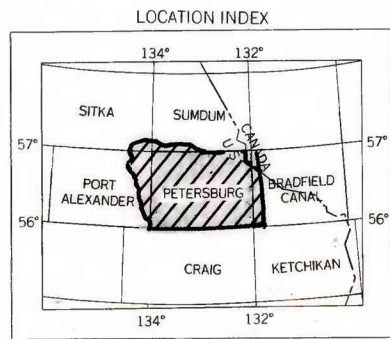 LOCATION INDEX
134° 132°
SITKA SUMDUM
57° CANADA 57°
U S
PORT ALEXANDER PETERSBURG BRADFIELD CANAL
56° 56°
CRAIG KETCHIKAN
134° 132°